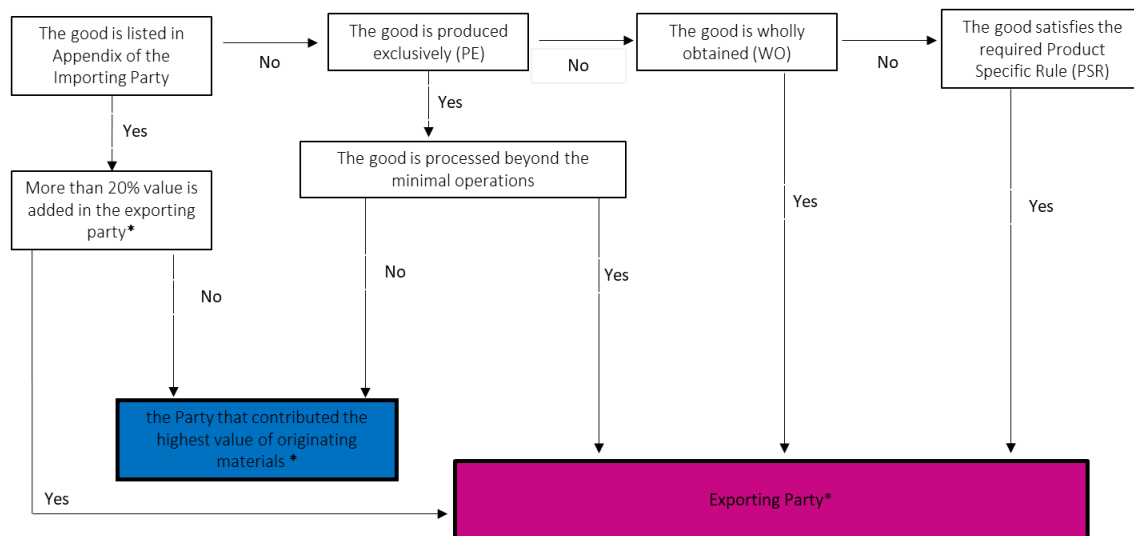 The good is listed in
Appendix of the
Importing Party
No
The good is produced
exclusively (PE)
No
The good is wholly
obtained (WO)
No
The good satisfies the
required Product
Specific Rule (PSR)
Yes
Yes
The good is processed beyond the
minimal operations
More than 20% value is
added in the exporting
party*
Yes
Yes
No
No
Yes
the Party that contributed the
highest value of originating
materials *
Yes
Exporting Party*